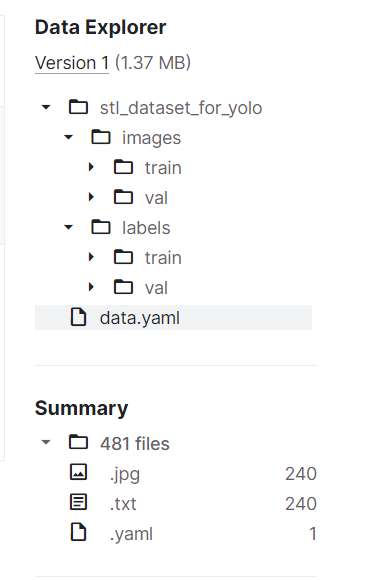 Data Explorer
Version 1 (1.37 MB)
stl_dataset_for_yolo
images
train
val
labels
train
val
data.yaml
Summary
481 files
.jpg 240
.txt 240
.yaml 1